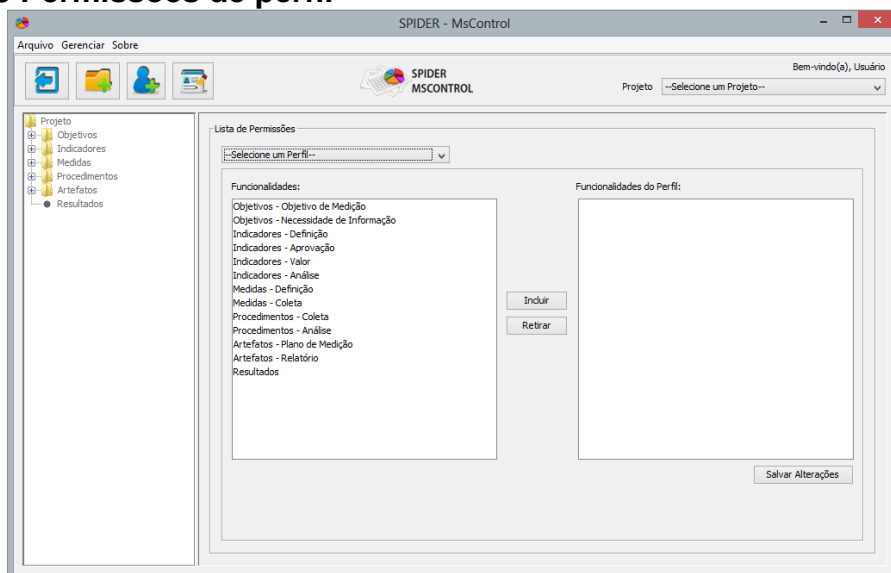 Permissões do perfil
SPIDER - MsControl
Arquivo Gerenciar Sobre
SPIDER
MSCONTROL
Bem-vindo(a), Usuário
Projeto --Selecione um Projeto--
Projeto
Objetivos
Indicadores
Medidas
Procedimentos
Artefatos
Resultados
Lista de Permissões
--Selecione um Perfil--
Funcionalidades:
Objetivos - Objetivo de Medição
Objetivos - Necessidade de Informação
Indicadores - Definição
Indicadores - Aprovação
Indicadores - Valor
Indicadores - Análise
Medidas - Definição
Medidas - Coleta
Procedimentos - Coleta
Procedimentos - Análise
Artefatos - Plano de Medição
Artefatos - Relatório
Resultados
Incluir
Retirar
Funcionalidades do Perfil:
Salvar Alterações